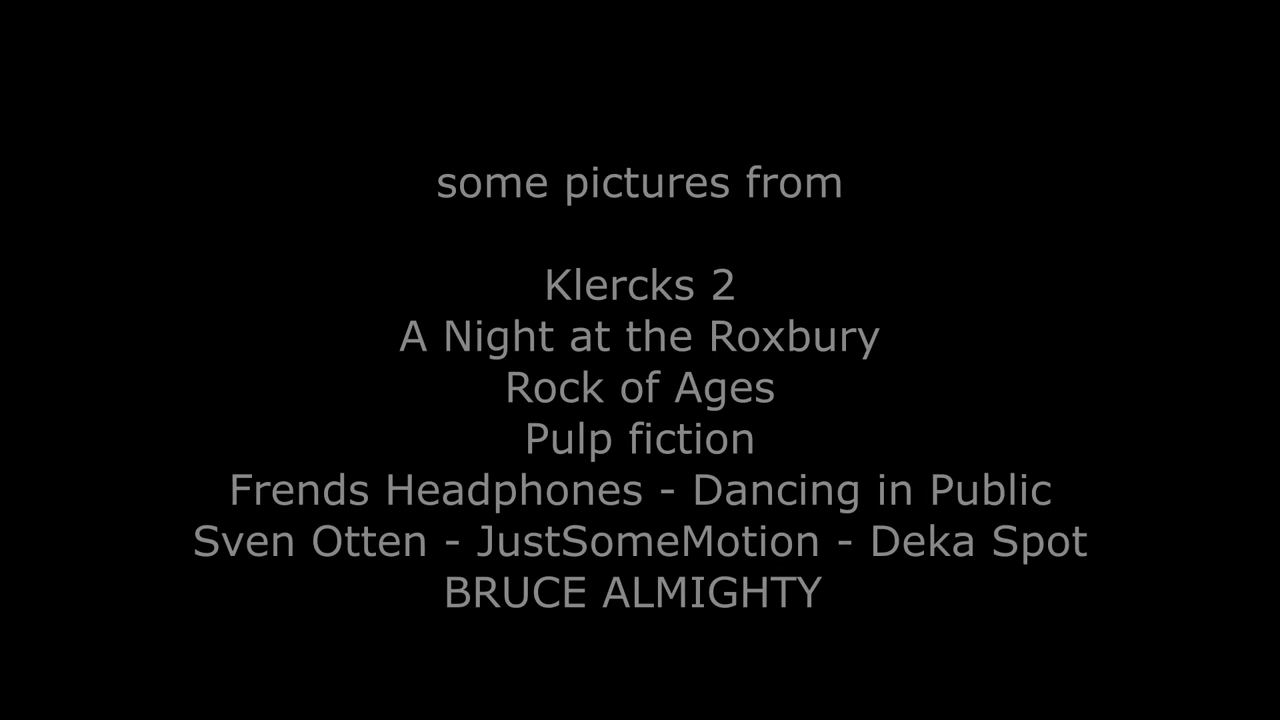 some pictures from
Klercks 2
A Night at the Roxbury
Rock of Ages
Pulp fiction
Frends Headphones - Dancing in Public
Sven Otten - JustSomeMotion - Deka Spot
BRUCE ALMIGHTY